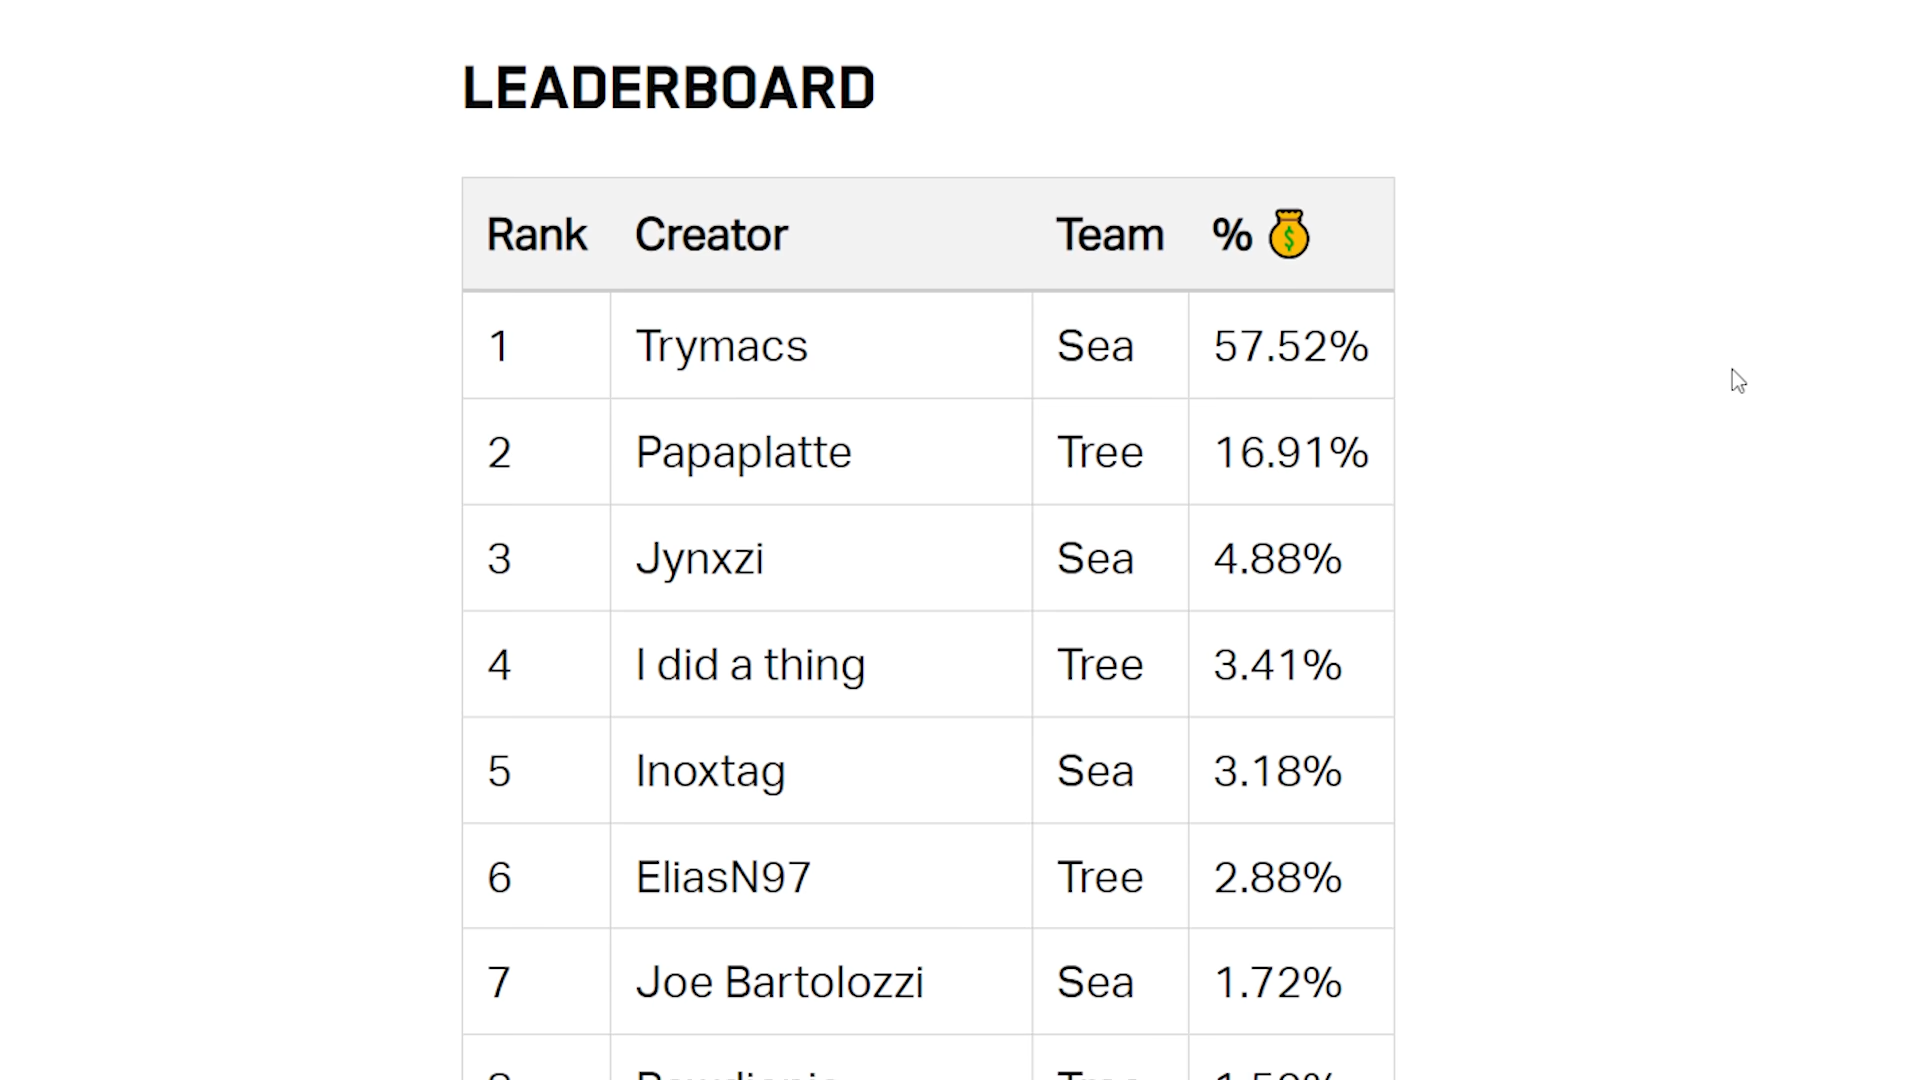 LEADERBOARD
Rank Creator Team % 
1 Trymacs Sea 57.52%
2 Papaplatte Tree 16.91%
3 Jynxzi Sea 4.88%
4 I did a thing Tree 3.41%
5 Inoxtag Sea 3.18%
6 EliasN97 Tree 2.88%
7 Joe Bartolozzi Sea 1.72%